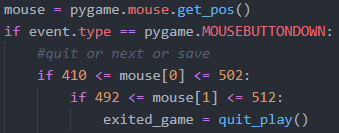 mouse = pygame.mouse.get_pos()
if event.type == pygame.MOUSEBUTTONDOWN:
    #quit or next or save
    if 410 <= mouse[0] <= 502:
        if 492 <= mouse[1] <= 512:
            exited_game = quit_play()